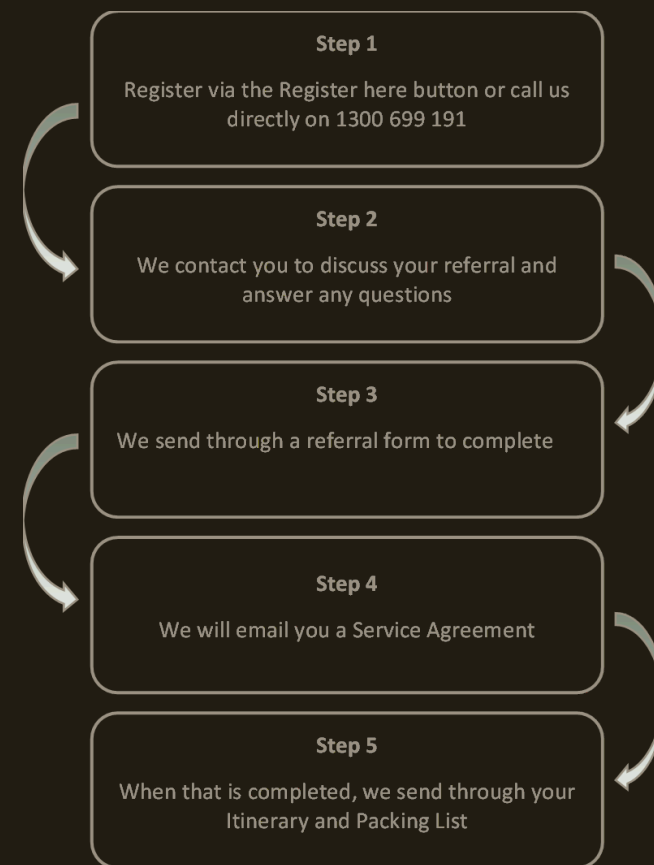 Step 1
Register via the Register here button or call us
directly on 1300 699 191
Step 2
We contact you to discuss your referral and
answer any questions
Step 3
We send through a referral form to complete
Step 4
We will email you a Service Agreement
Step 5
When that is completed, we send through your
Itinerary and Packing List